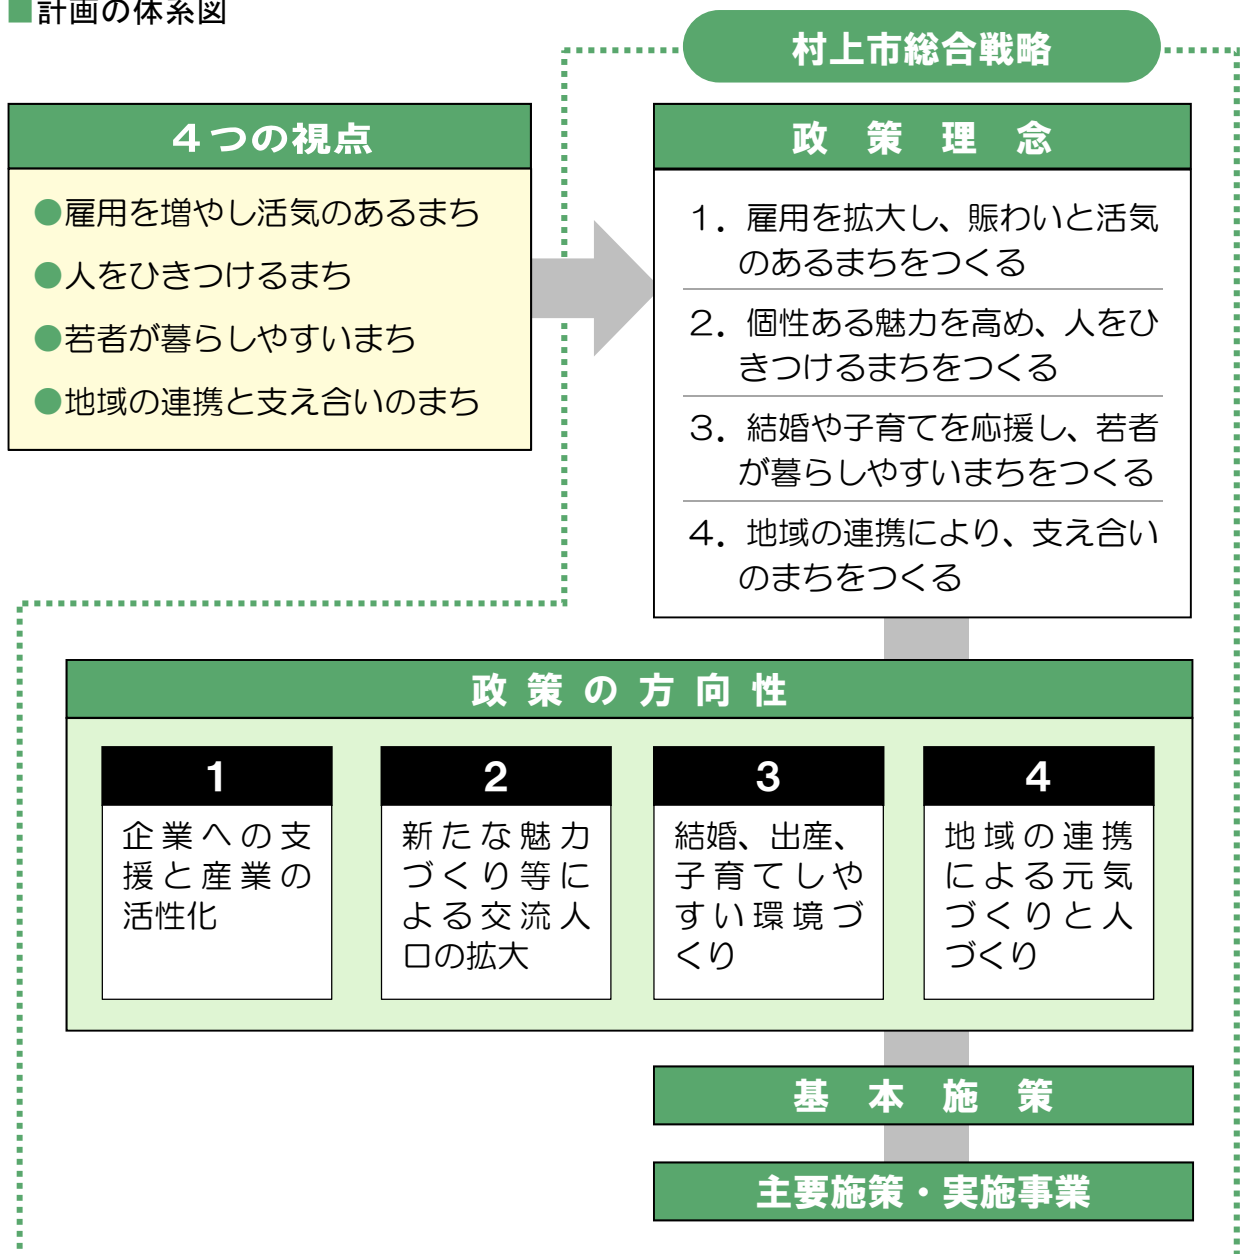 ■計画の体系図
村上市総合戦略
4つの視点
●雇用を増やし活気のあるまち
●人をひきつけるまち
●若者が暮らしやすいまち
●地域の連携と支え合いのまち
政策理念
1．雇用を拡大し、賑わいと活気
のあるまちをつくる
2．個性ある魅力を高め、人をひ
きつけるまちをつくる
3．結婚や子育てを応援し、若者
が暮らしやすいまちをつくる
4．地域の連携により、支え合い
のまちをつくる
政策の方向性
1
企業への支
援と産業の
活性化
2
新たな魅力
づくり等に
よる交流人
口の拡大
3
結婚、出産、
子育てしや
すい環境づ
くり
4
地域の連携
による元気
づくりと人
づくり
基本施策
主要施策・実施事業